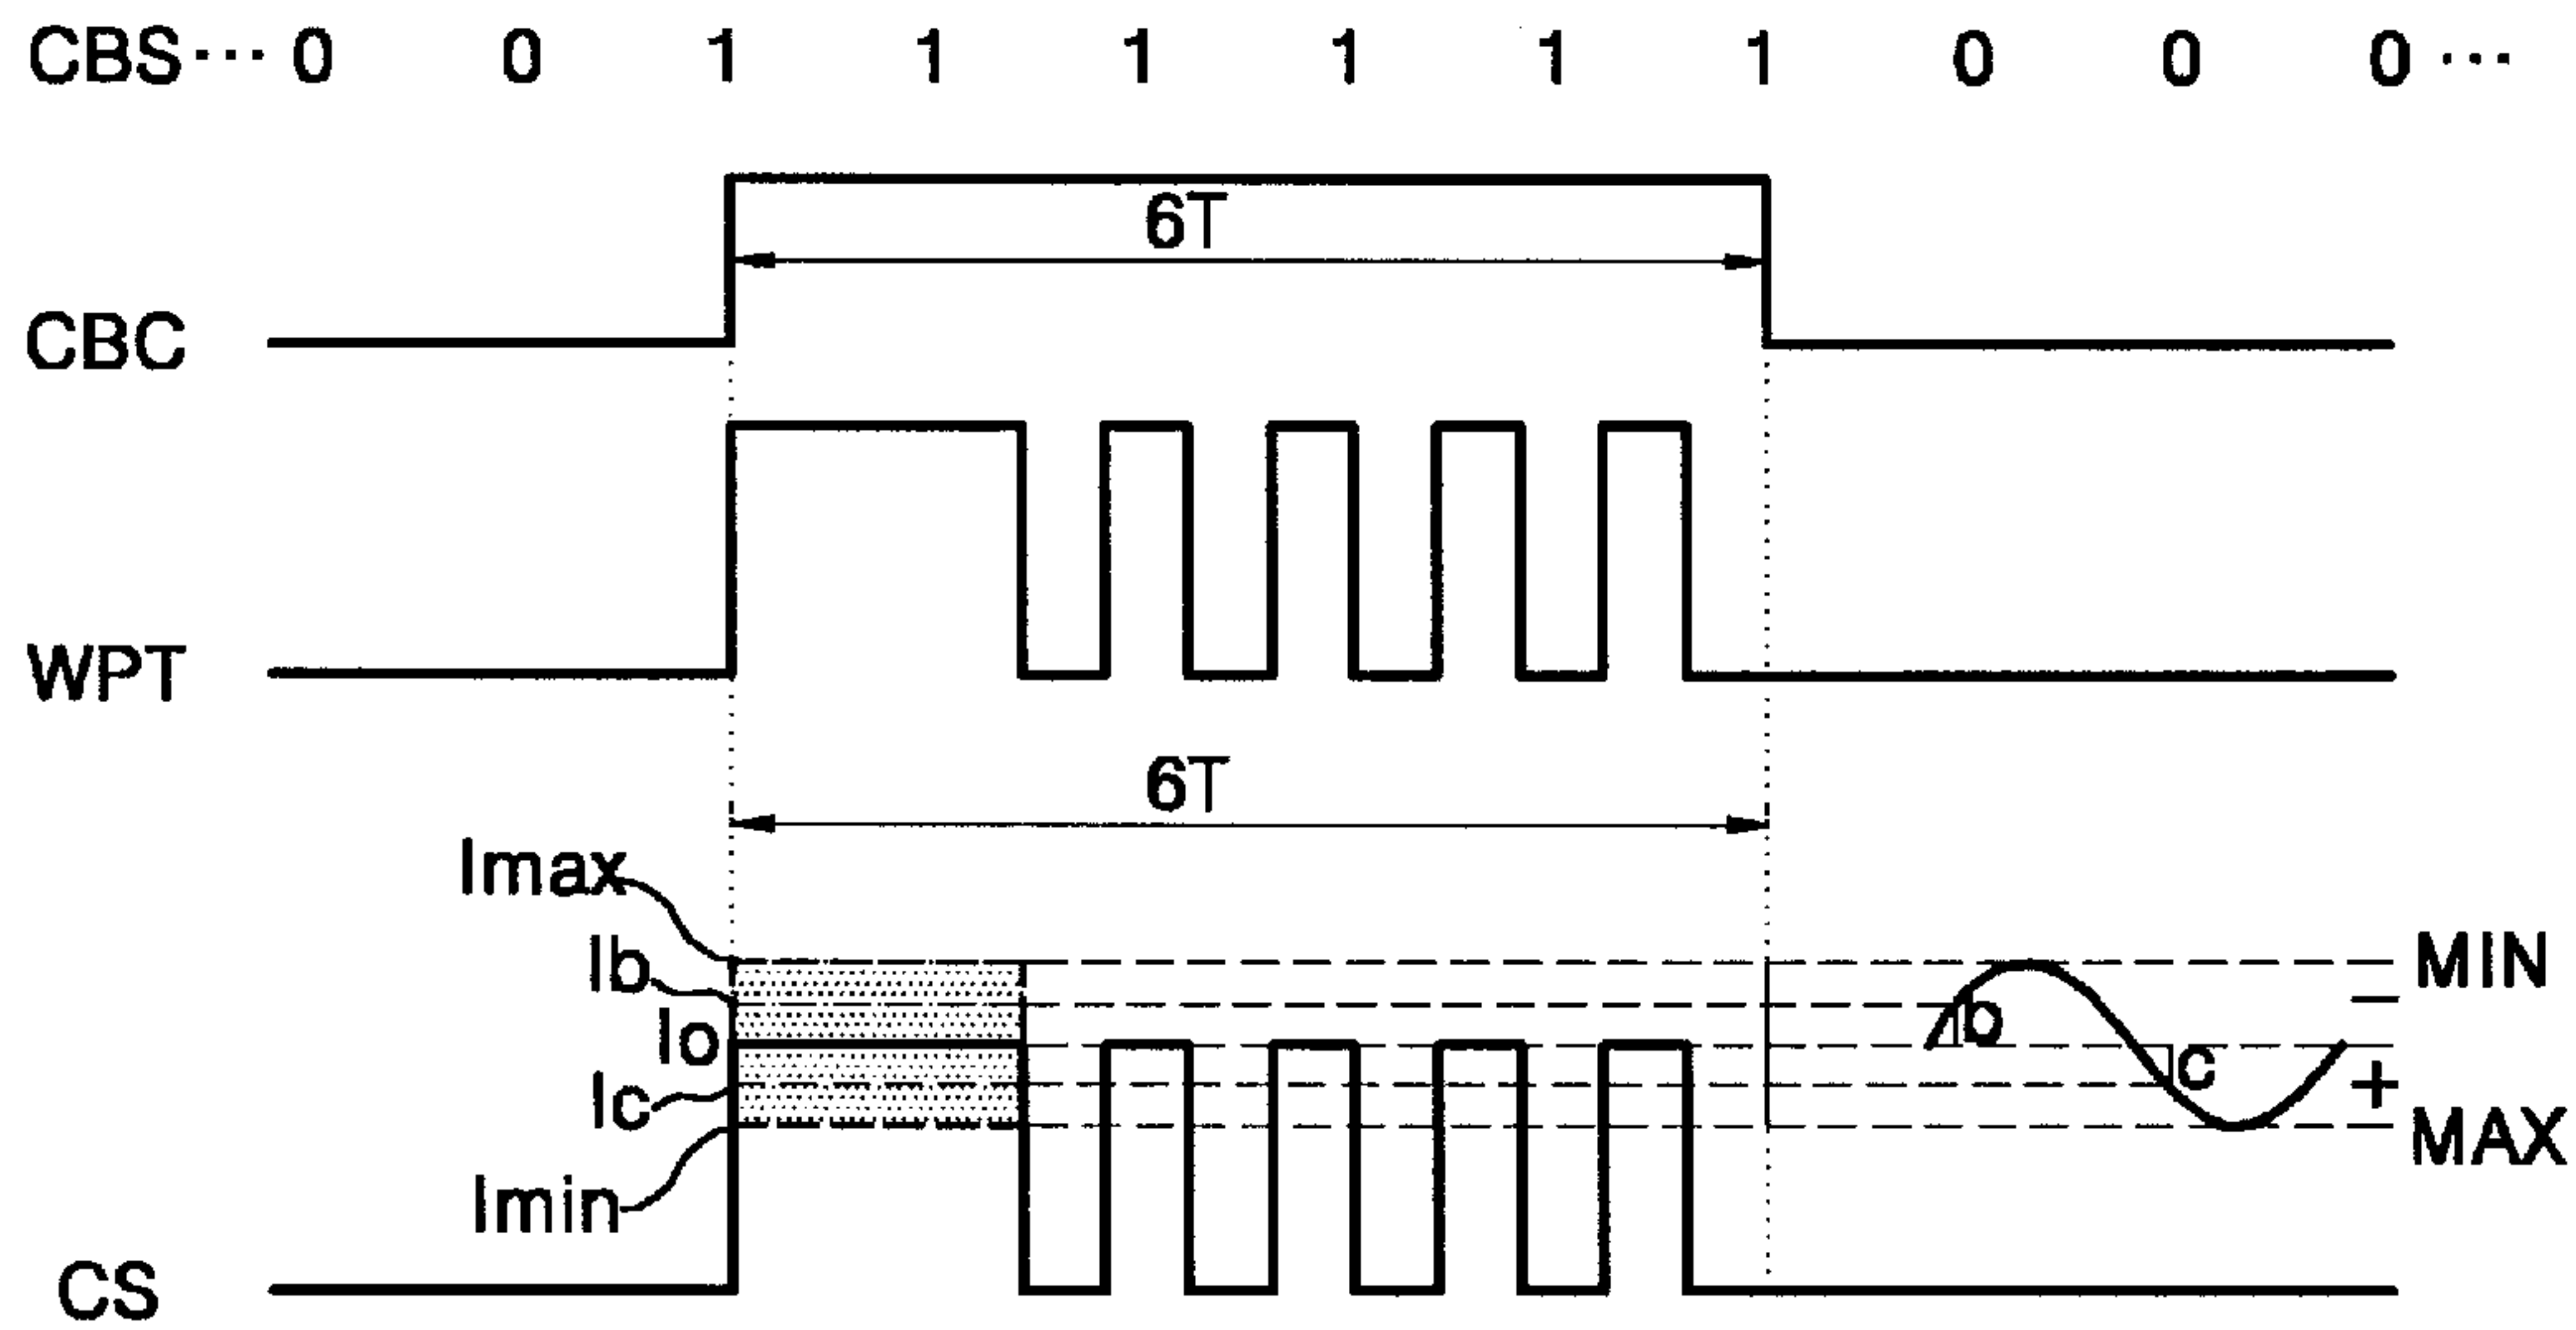 CBS ··· 0 0 1 1 1 1 1 1 0 0 0 ···
6T
CBC
WPT
6T
Imax
Ib
Io
Ic
Imin
b
c
MIN
−
+
MAX
CS